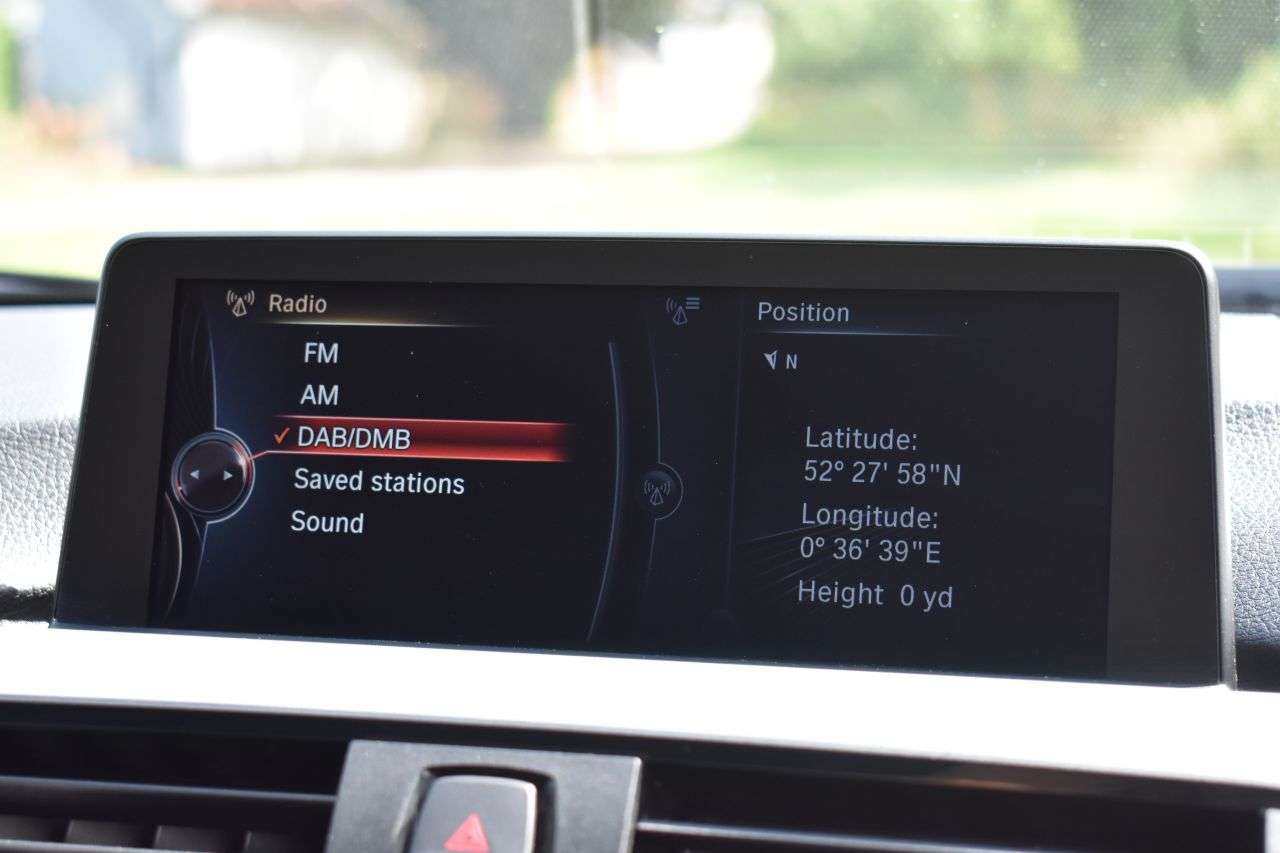 Radio
FM
AM
DAB/DMB
Saved stations
Sound
Position
N
Latitude:
52° 27' 58"N
Longitude:
0° 36' 39"E
Height 0 yd